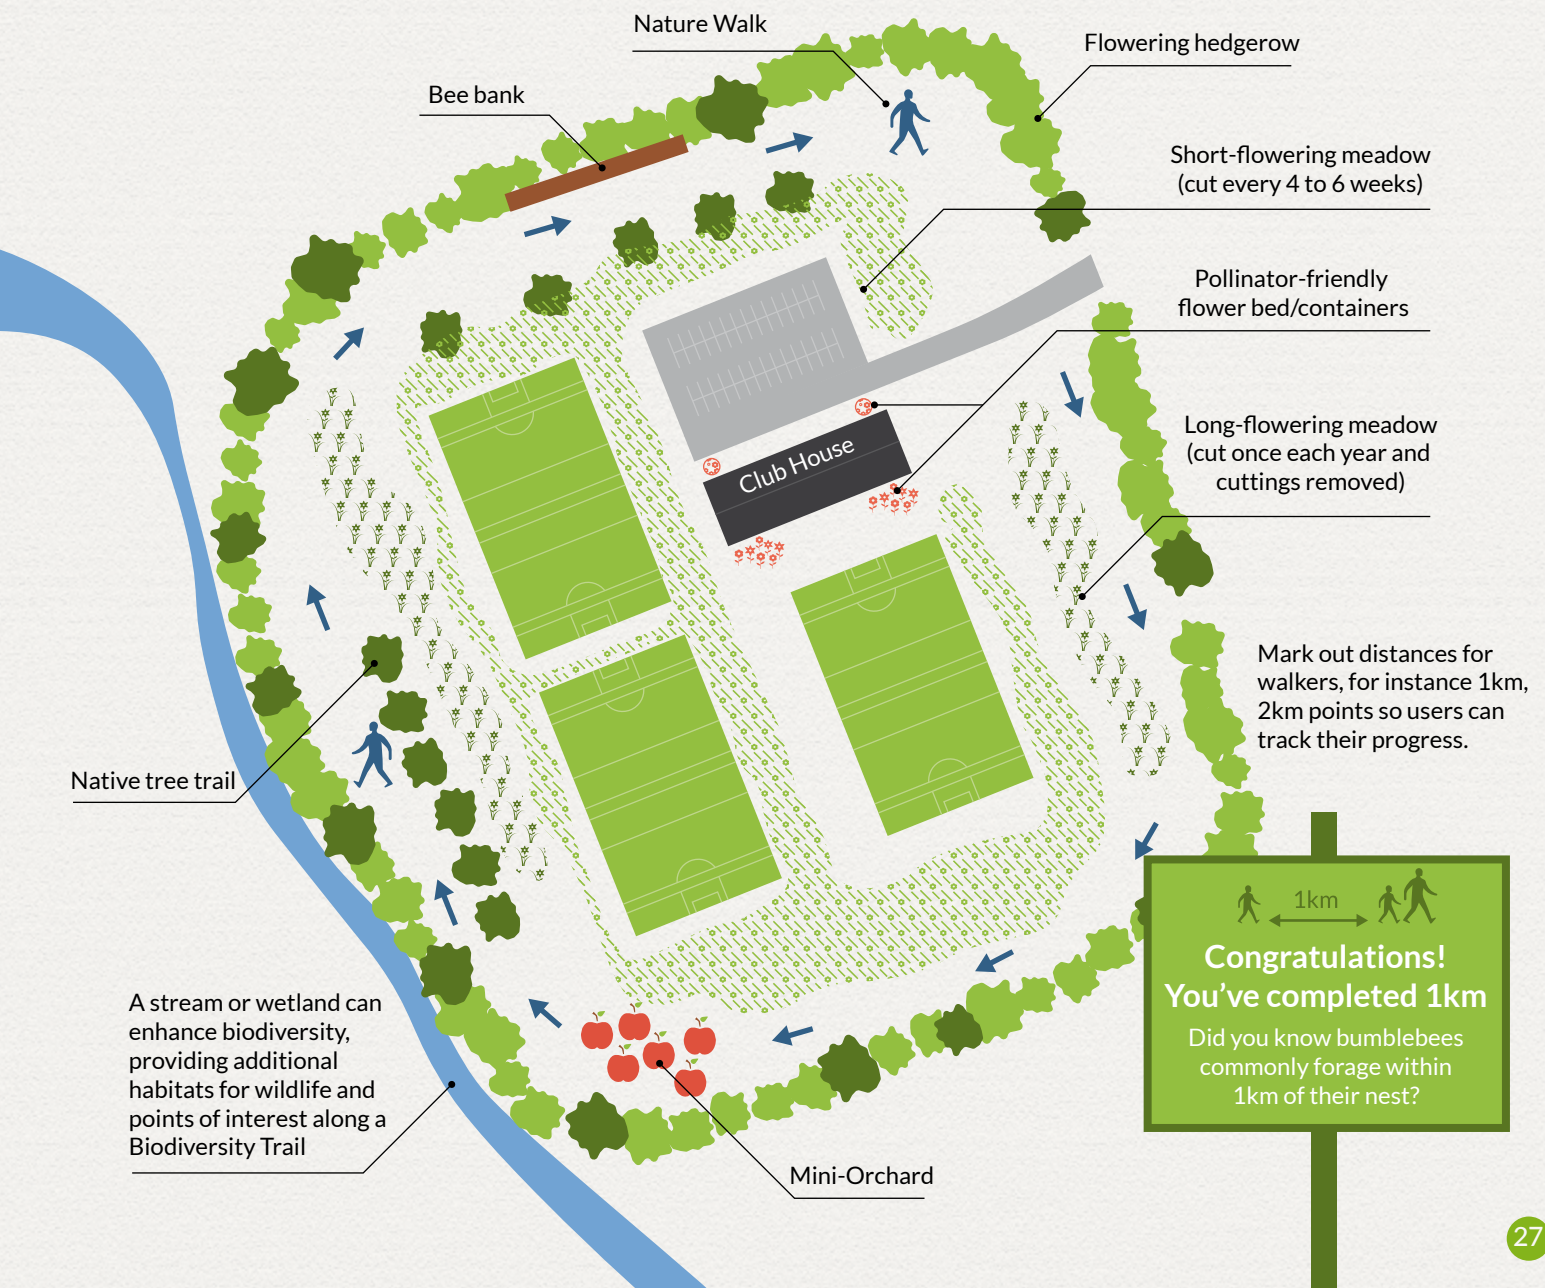 Nature Walk
Flowering hedgerow
Bee bank
Short-flowering meadow
(cut every 4 to 6 weeks)
Pollinator-friendly
flower bed/containers
Long-flowering meadow
(cut once each year and
cuttings removed)
Club House
Mark out distances for
walkers, for instance 1km,
2km points so users can
track their progress.
Native tree trail
1km
Congratulations!
You’ve completed 1km
Did you know bumblebees
commonly forage within
1km of their nest?
A stream or wetland can
enhance biodiversity,
providing additional
habitats for wildlife and
points of interest along a
Biodiversity Trail
Mini-Orchard
27